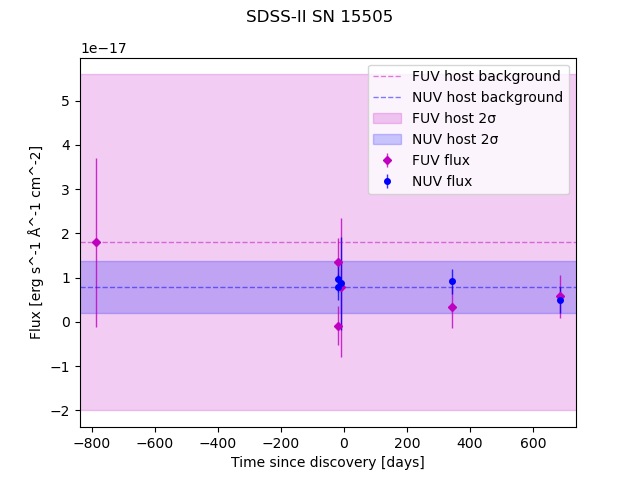 SDSS-II SN 15505
1e−17
FUV host background
NUV host background
FUV host 2σ
NUV host 2σ
FUV flux
NUV flux
5
4
3
2
1
0
−1
−2
Flux [erg s^-1 Å^-1 cm^-2]
−800
−600
−400
−200
0
200
400
600
Time since discovery [days]